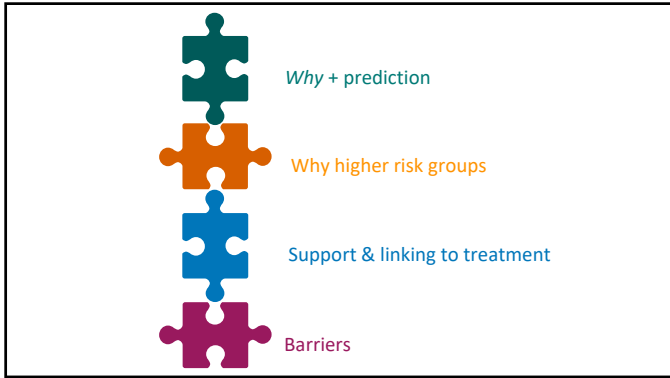 Why + prediction
Why higher risk groups
Support & linking to treatment
Barriers